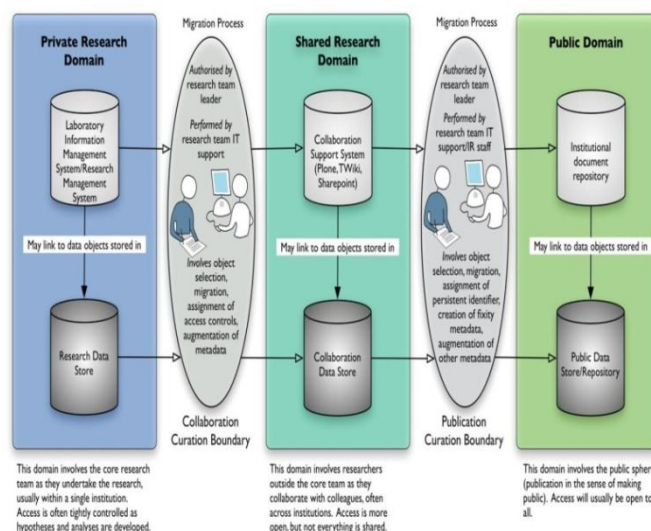 Private Research
Domain
Laboratory
Information
Management
System/Research
Management
System
May link to data objects stored in
Research Data
Store
This domain involves the core research
team as they undertake the research,
usually within a single institution.
Access is often tightly controlled as
hypotheses and analyses are developed.
Migration Process
Authorised by
research team
leader
Performed by
research team IT
support
Involves object
selection,
migration,
assignment of
access controls,
augmentation of
metadata
Collaboration
Curation Boundary
Shared Research
Domain
Collaboration
Support System
(Plone, TWiki,
Sharepoint)
May link to data objects stored in
Collaboration
Data Store
This domain involves researchers
outside the core team as they
collaborate with colleagues, often
across institutions. Access is more
open, but not everything is shared.
Migration Process
Authorised by
research team
leader
Performed by
research team IT
support/IR staff
Involves object
selection, migration,
assignment of
persistent identifier,
creation of fixity
metadata,
augmentation of
other metadata
Publication
Curation Boundary
Public Domain
Institutional
document
repository
May link to data objects stored in
Public Data
Store/Repository
This domain involves the public spher
(publication in the sense of making
public). Access will usually be open to
all.